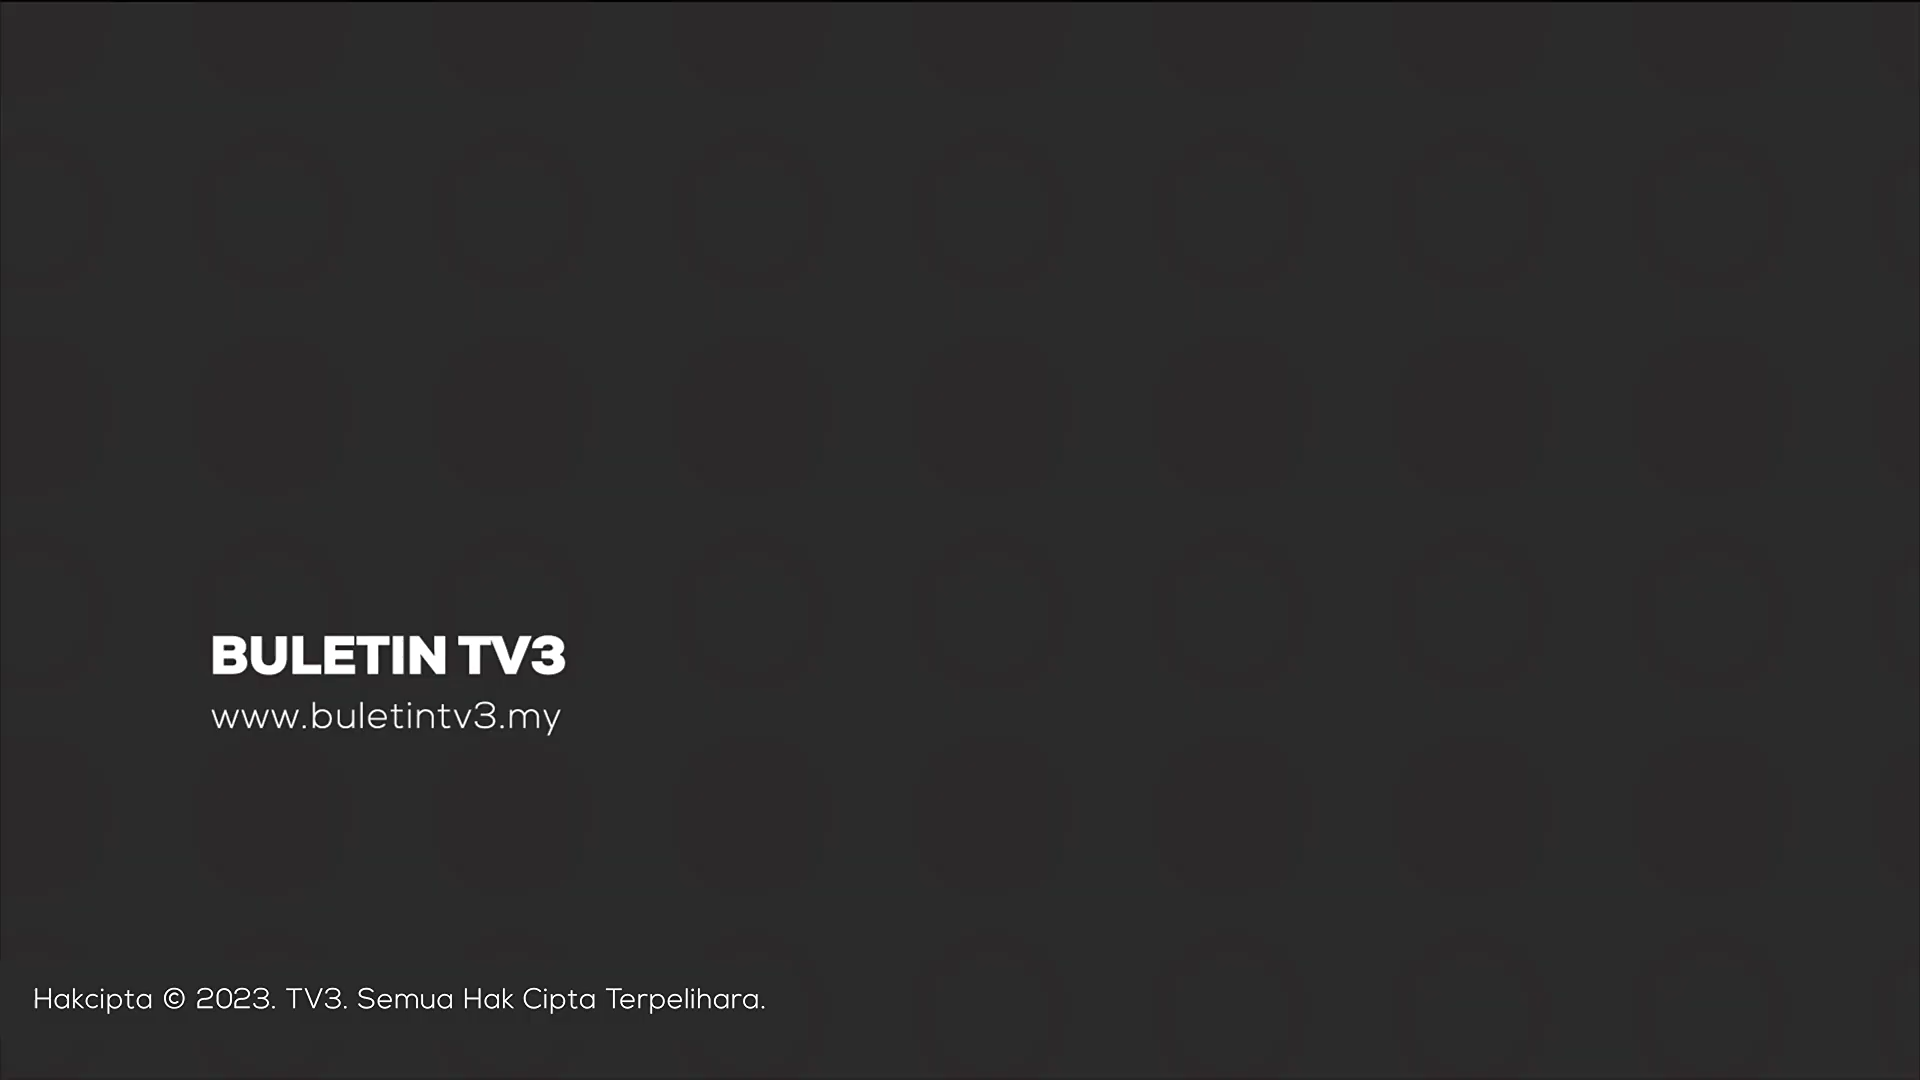 BULETIN TV3
www.buletintv3.my
Hakcipta © 2023. TV3. Semua Hak Cipta Terpelihara.